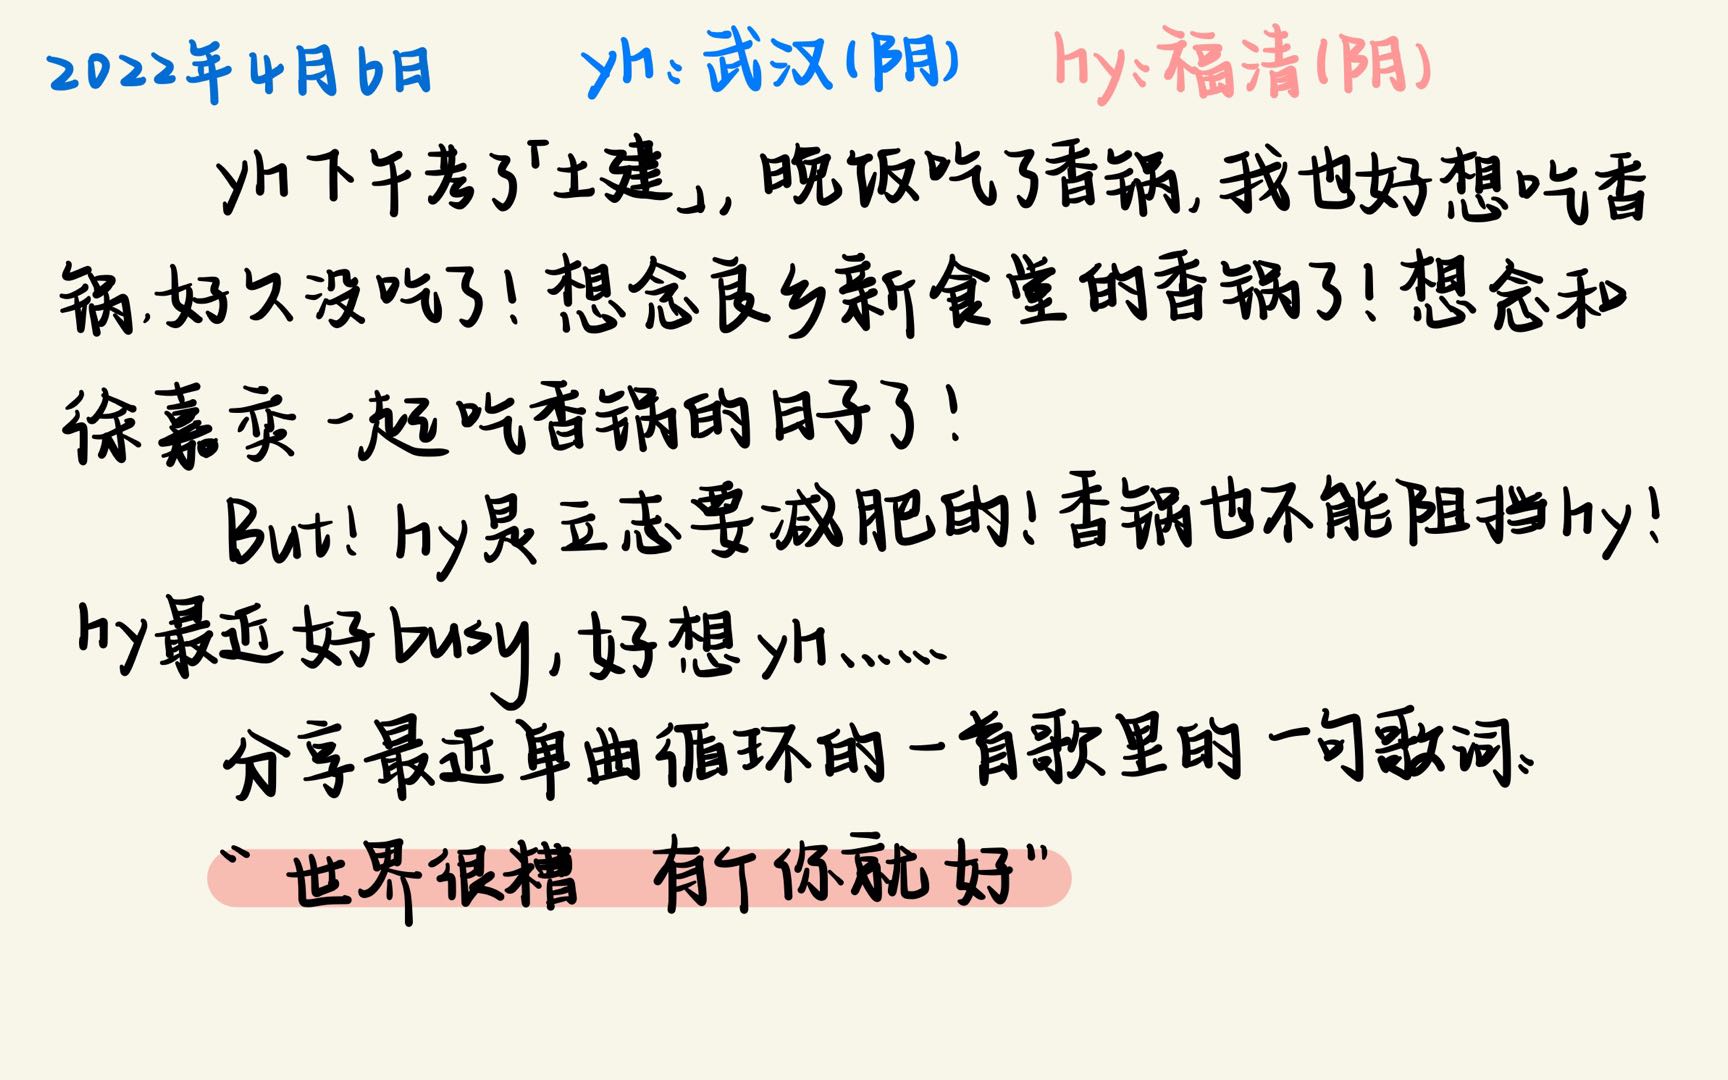 2022年4月6日 yh:武汉(阴) hy:福清(阴)
yh下午考了「土建」,晚饭吃了香锅,我也好想吃香
锅,好久没吃了!想念良乡新食堂的香锅了!想念和
徐嘉奕一起吃香锅的日子了!
But!hy是立志要减肥的!香锅也不能阻挡hy!
hy最近好busy,好想yh......
分享最近单曲循环的一首歌里的一句歌词:
“世界很糟 有个你就好”